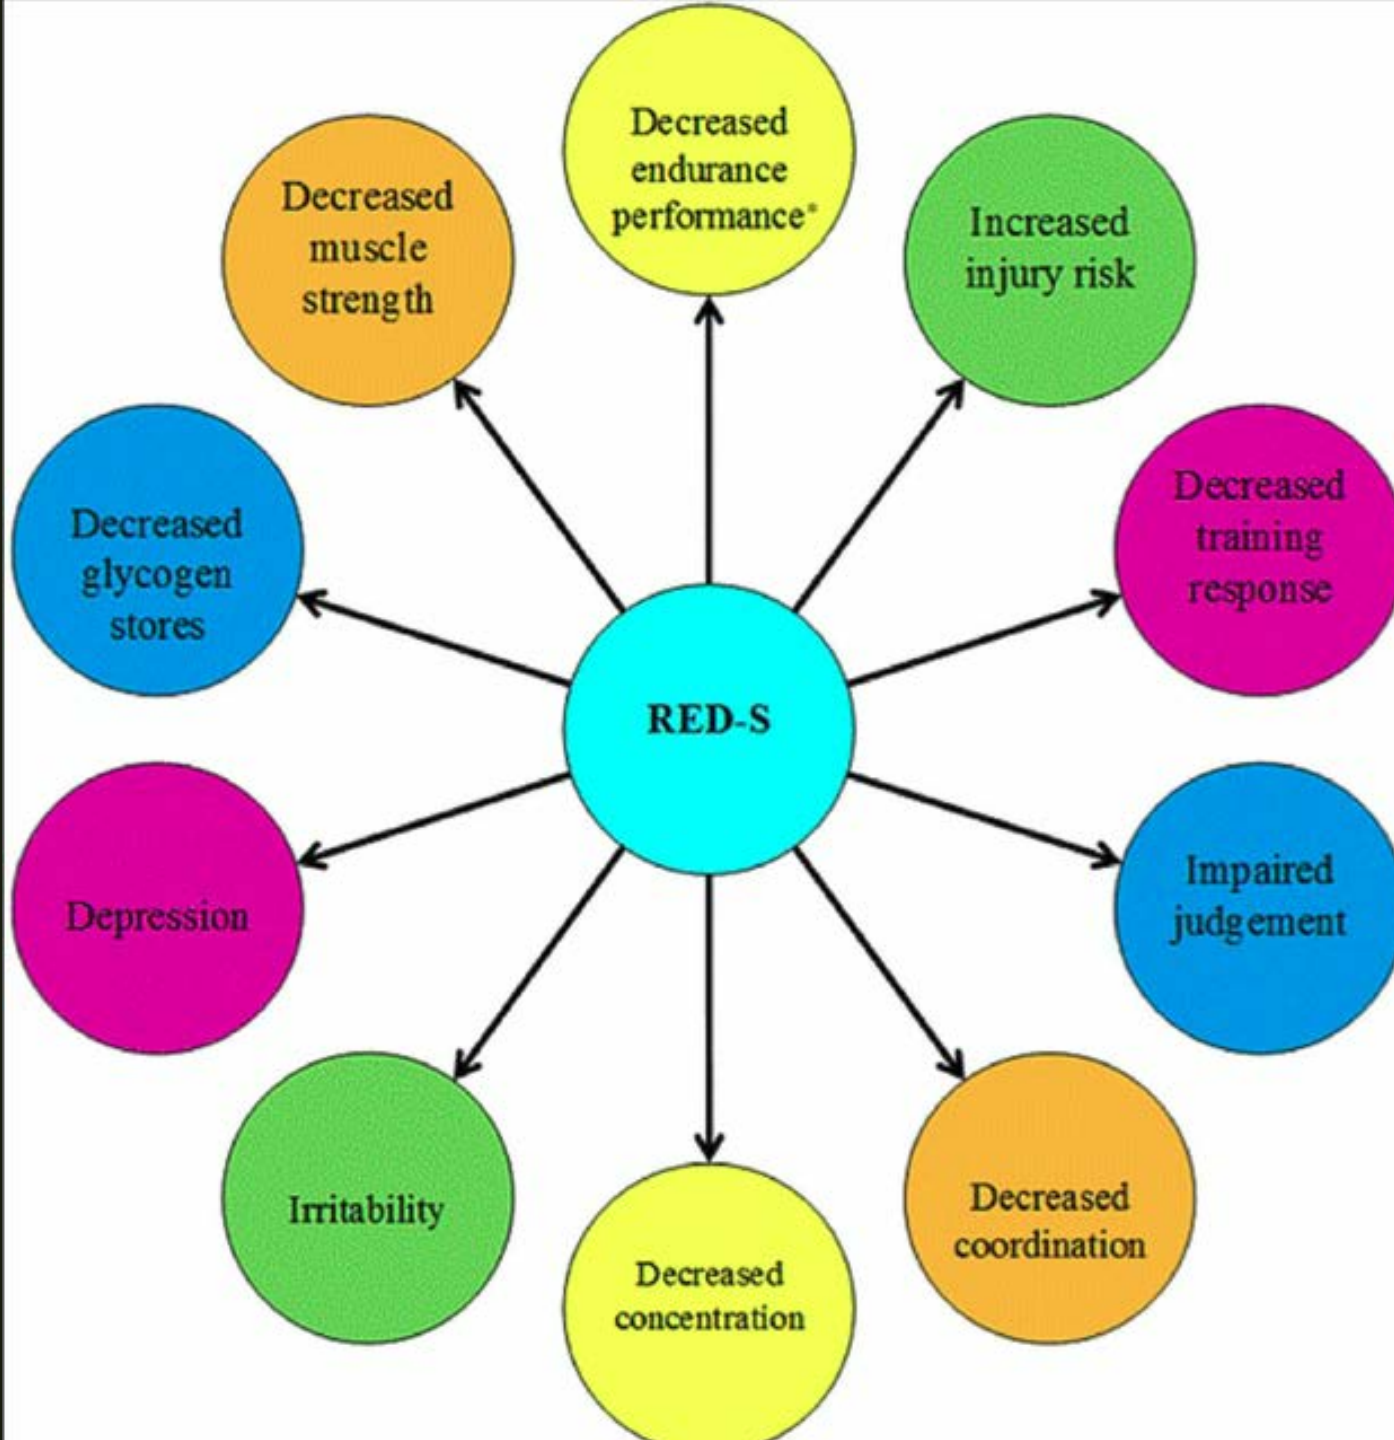 Decreased
endurance
performance*
Increased
injury risk
Decreased
training
response
Impaired
judgement
Decreased
coordination
Decreased
concentration
Irritability
Depression
Decreased
glycogen
stores
Decreased
muscle
strength
RED-S